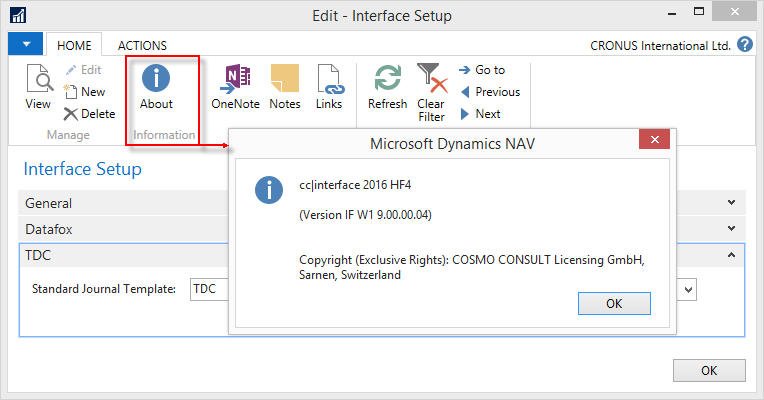 Edit - Interface Setup
HOME ACTIONS CRONUS International Ltd. ?
View
Edit
New
Delete
Manage
About
Information
OneNote
Notes
Links
Refresh
Clear
Filter
Go to
Previous
Next
Interface Setup
General
Datafox
TDC
Standard Journal Template: TDC
Microsoft Dynamics NAV
cc|interface 2016 HF4
(Version IF W1 9.00.00.04)
Copyright (Exclusive Rights): COSMO CONSULT Licensing GmbH,
Sarnen, Switzerland
OK
OK